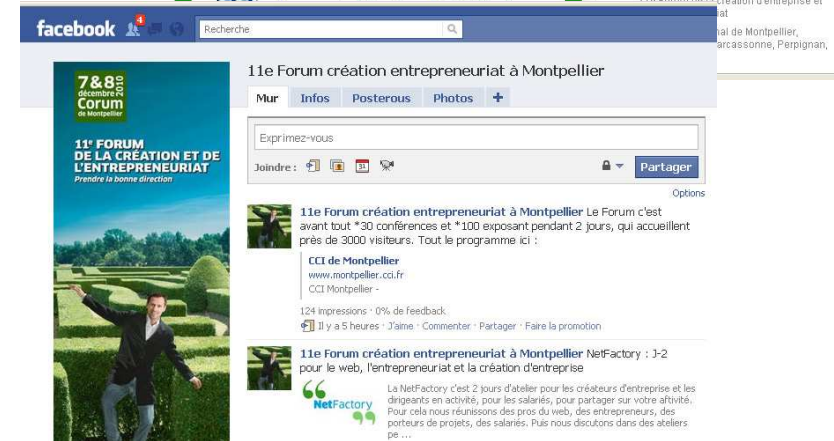 création d'entreprise et
iat
nal de Montpellier,
arcassonne, Perpignan,
facebook
4
Recherche
7&8
décembre 2010
Corum
de Montpellier
11e FORUM
DE LA CRÉATION ET DE
L'ENTREPRENEURIAT
Prendre la bonne direction
11e Forum création entrepreneuriat à Montpellier
Mur Infos Posterous Photos +
Exprimez-vous
Joindre : 31 Partager
Options
11e Forum création entrepreneuriat à Montpellier Le Forum c'est
avant tout *30 conférences et *100 exposant pendant 2 jours, qui accueillent
près de 3000 visiteurs. Tout le programme ici :
CCI de Montpellier
www.montpellier.cci.fr
CCI Montpellier -
124 impressions · 0% de feedback
Il y a 5 heures · J'aime · Commenter · Partager · Faire la promotion
11e Forum création entrepreneuriat à Montpellier NetFactory : J-2
pour le web, l'entrepreneuriat et la création d'entreprise
NetFactory
La NetFactory c'est 2 jours d'atelier pour les créateurs d'entreprise et les
dirigeants en activité, pour les salariés, pour partager sur votre aftivité.
Pour cela nous réunissons des pros du web, des entrepreneurs, des
porteurs de projets, des salariés. Puis nous discutons dans des ateliers
pe ...